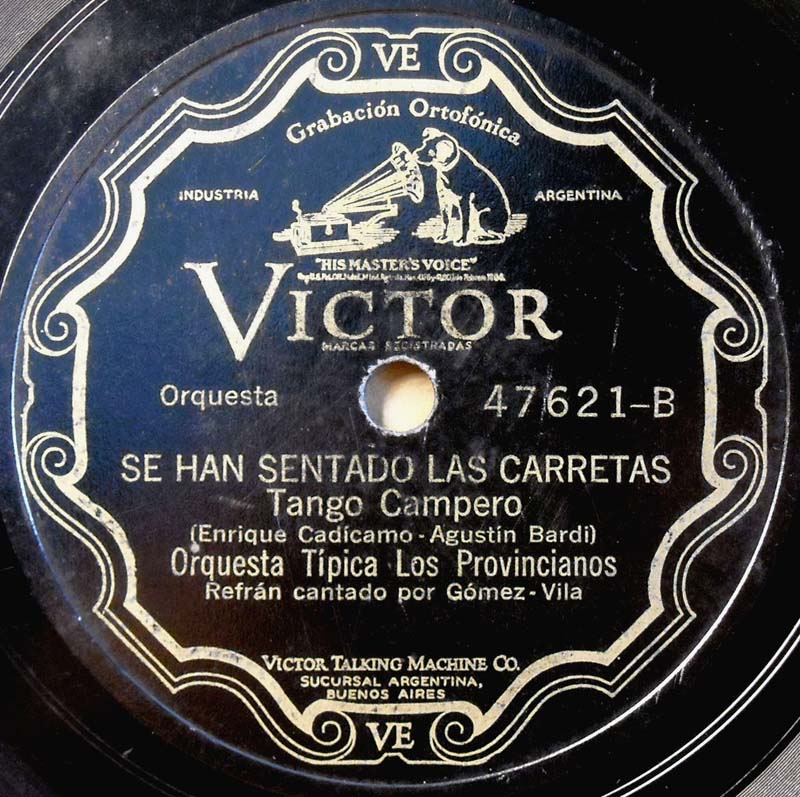 VE
Grabación Ortofónica
INDUSTRIA
ARGENTINA
"HIS MASTER'S VOICE"
VICTOR
MARCAS REGISTRADAS
Orquesta
47621-B
SE HAN SENTADO LAS CARRETAS
Tango Campero
(Enrique Cadícamo - Agustín Bardi)
Orquesta Típica Los Provincianos
Refrán cantado por Gómez - Vila
VICTOR TALKING MACHINE CO.
SUCURSAL ARGENTINA,
BUENOS AIRES
VE